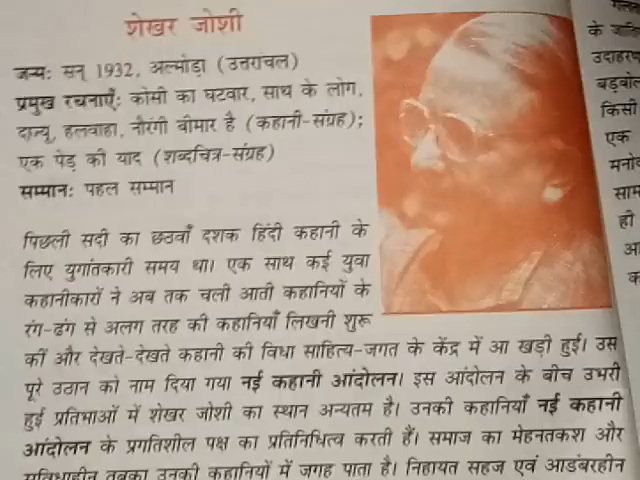 शेखर जोशी
जन्म: सन् 1932, अल्मोड़ा (उत्तरांचल)
प्रमुख रचनाएँ: कोसी का घटवार, साथ के लोग,
दाज्यू, हलवाहा, नौरंगी बीमार है (कहानी-संग्रह);
एक पेड़ की याद (शब्दचित्र-संग्रह)
सम्मान: पहल सम्मान
पिछली सदी का छठवाँ दशक हिंदी कहानी के
लिए युगांतकारी समय था। एक साथ कई युवा
कहानीकारों ने अब तक चली आती कहानियों के
रंग-ढंग से अलग तरह की कहानियाँ लिखनी शुरू
कीं और देखते-देखते कहानी की विधा साहित्य-जगत के केंद्र में आ खड़ी हुई। उस
पूरे उठान को नाम दिया गया नई कहानी आंदोलन। इस आंदोलन के बीच उभरी
हुई प्रतिभाओं में शेखर जोशी का स्थान अन्यतम है। उनकी कहानियाँ नई कहानी
आंदोलन के प्रगतिशील पक्ष का प्रतिनिधित्व करती हैं। समाज का मेहनतकश और
सुविधाहीन तबका उनकी कहानियों में जगह पाता है। निहायत सहज एवं आडंबरहीन
के
किसी
एक
ही